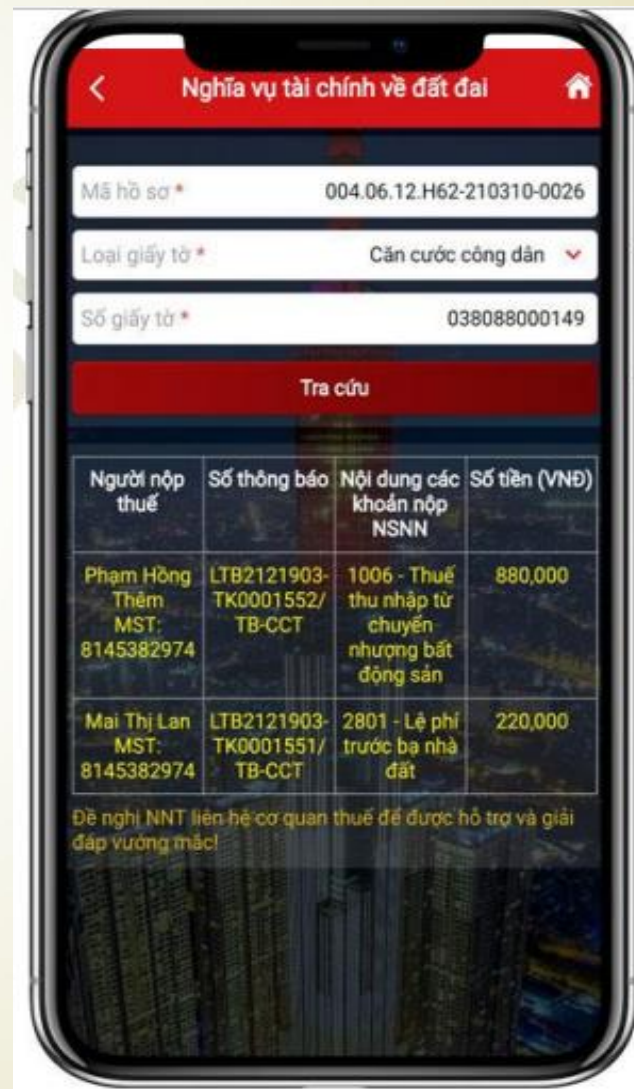 Nghĩa vụ tài chính về đất đai
Mã hồ sơ * 004.06.12.H62-210310-0026
Loại giấy tờ * Căn cước công dân
Số giấy tờ * 038088000149
Tra cứu
Người nộp thuế Số thông báo Nội dung các khoản nộp NSNN Số tiền (VNĐ)
Phạm Hồng Thêm MST: 8145382974 LTB2121903-TK0001552/TB-CCT 1006 - Thuế thu nhập từ chuyển nhượng bất động sản 880,000
Mai Thị Lan MST: 8145382974 LTB2121903-TK0001551/TB-CCT 2801 - Lệ phí trước bạ nhà đất 220,000
Đề nghị NNT liên hệ cơ quan thuế để được hỗ trợ và giải
đáp vướng mắc!